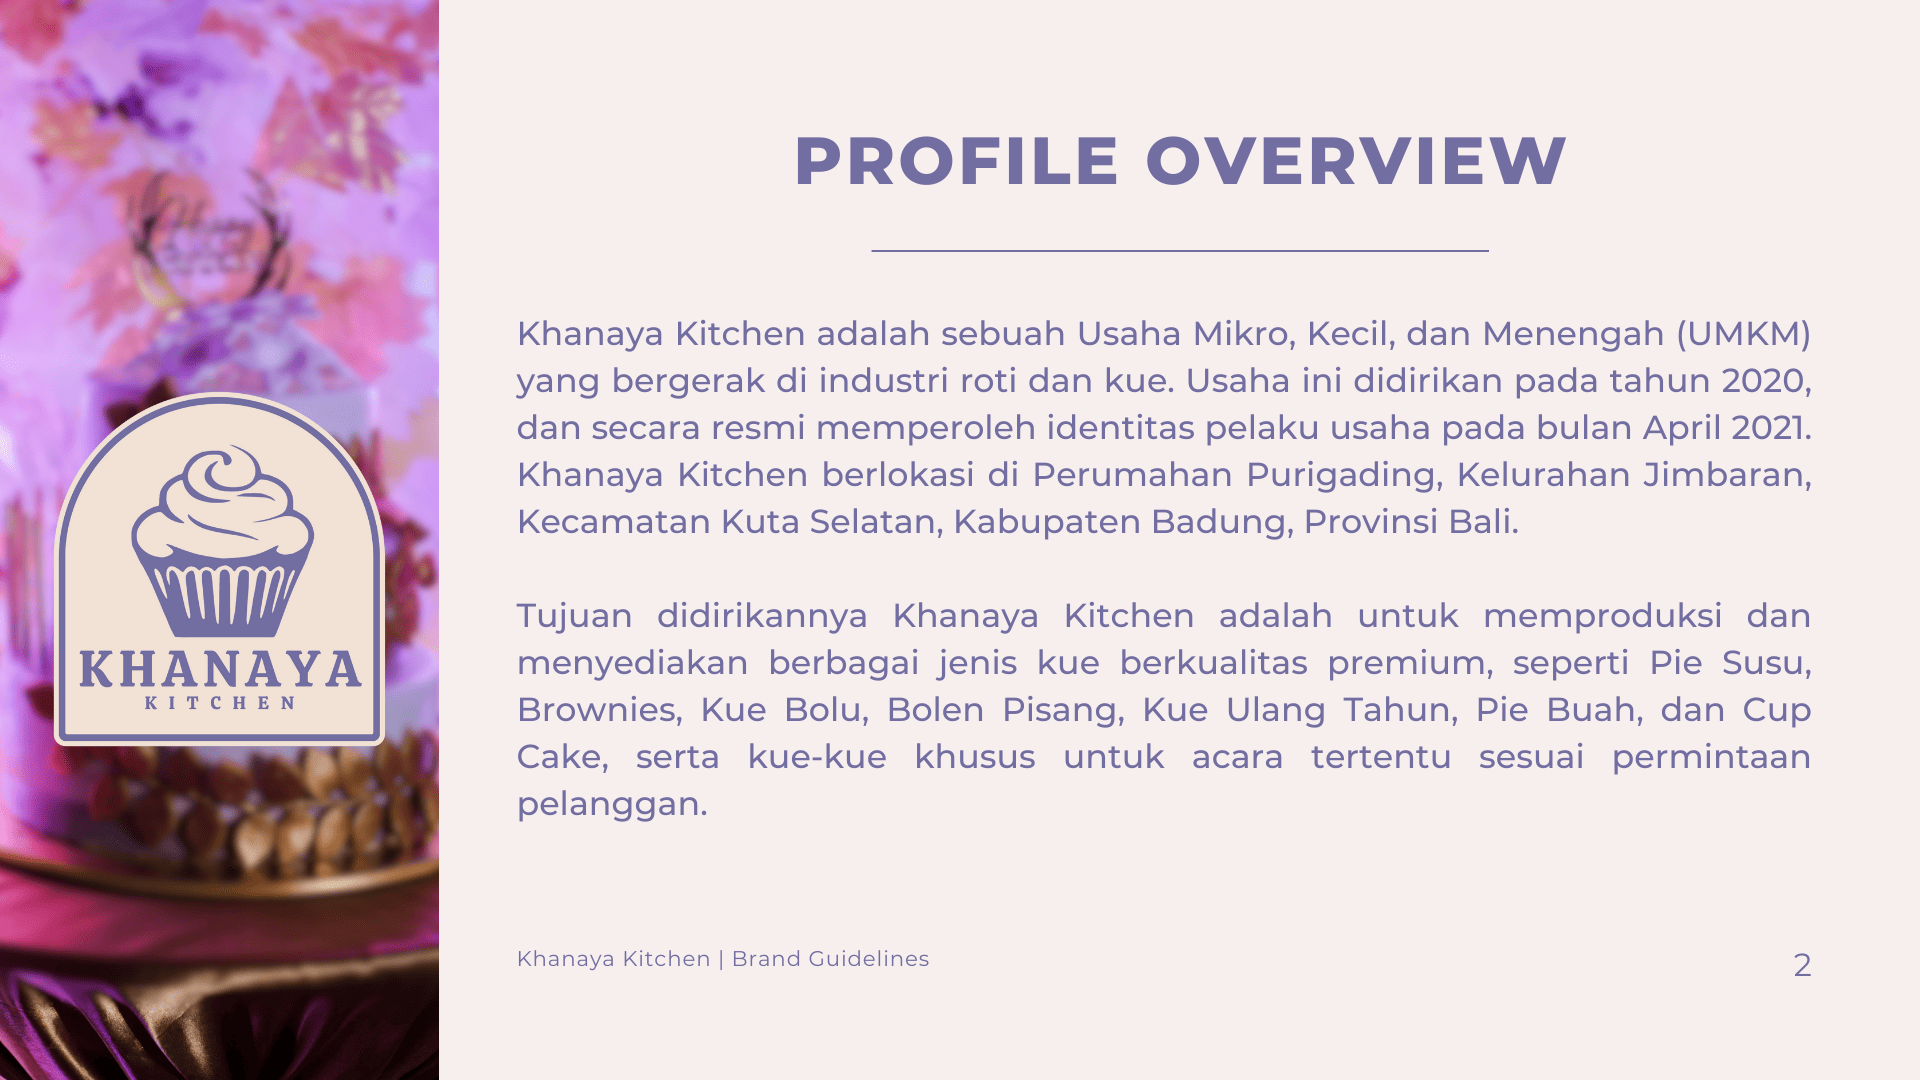 PROFILE OVERVIEW
Khanaya Kitchen adalah sebuah Usaha Mikro, Kecil, dan Menengah (UMKM)
yang bergerak di industri roti dan kue. Usaha ini didirikan pada tahun 2020,
dan secara resmi memperoleh identitas pelaku usaha pada bulan April 2021.
Khanaya Kitchen berlokasi di Perumahan Purigading, Kelurahan Jimbaran,
Kecamatan Kuta Selatan, Kabupaten Badung, Provinsi Bali.
Tujuan didirikannya Khanaya Kitchen adalah untuk memproduksi dan
menyediakan berbagai jenis kue berkualitas premium, seperti Pie Susu,
Brownies, Kue Bolu, Bolen Pisang, Kue Ulang Tahun, Pie Buah, dan Cup
Cake, serta kue-kue khusus untuk acara tertentu sesuai permintaan
pelanggan.
KHANAYA
KITCHEN
Khanaya Kitchen | Brand Guidelines
2